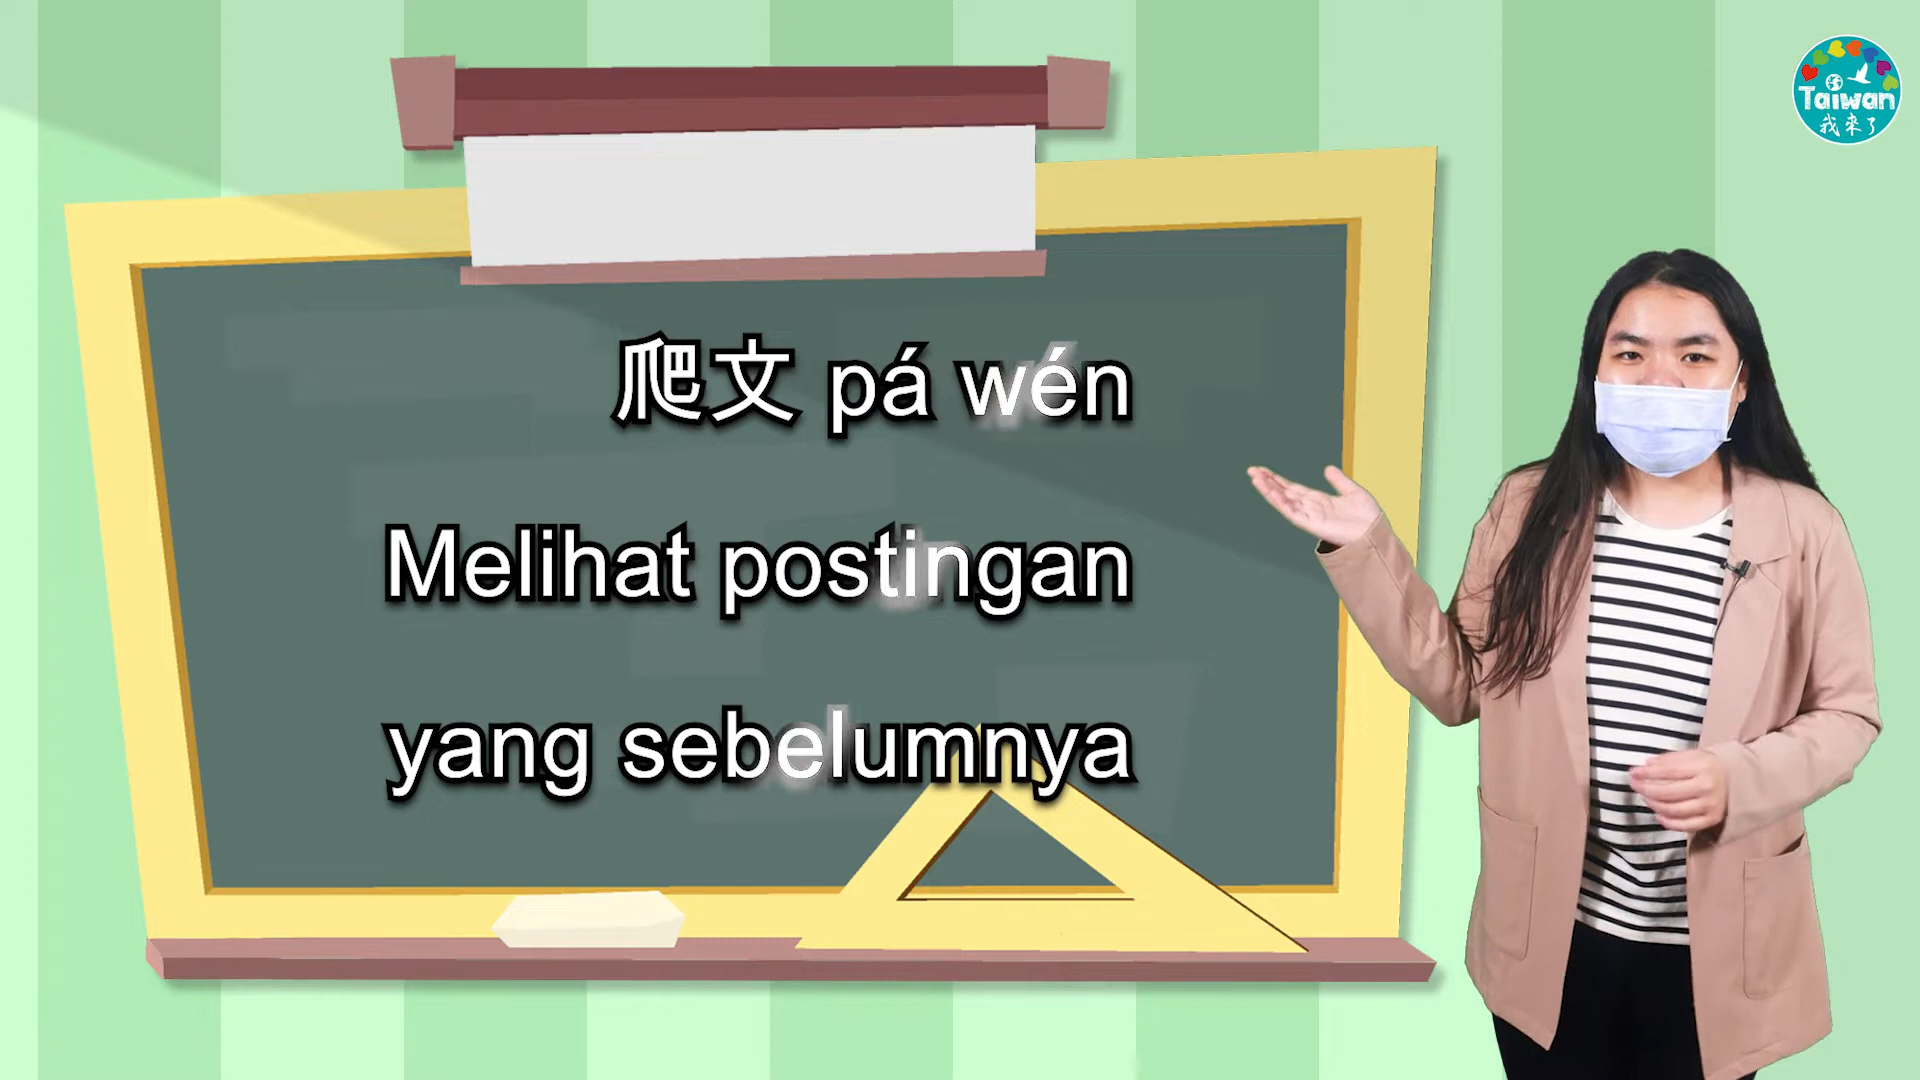 爬文 pá wén
Melihat postingan
yang sebelumnya
Taiwan
我來了